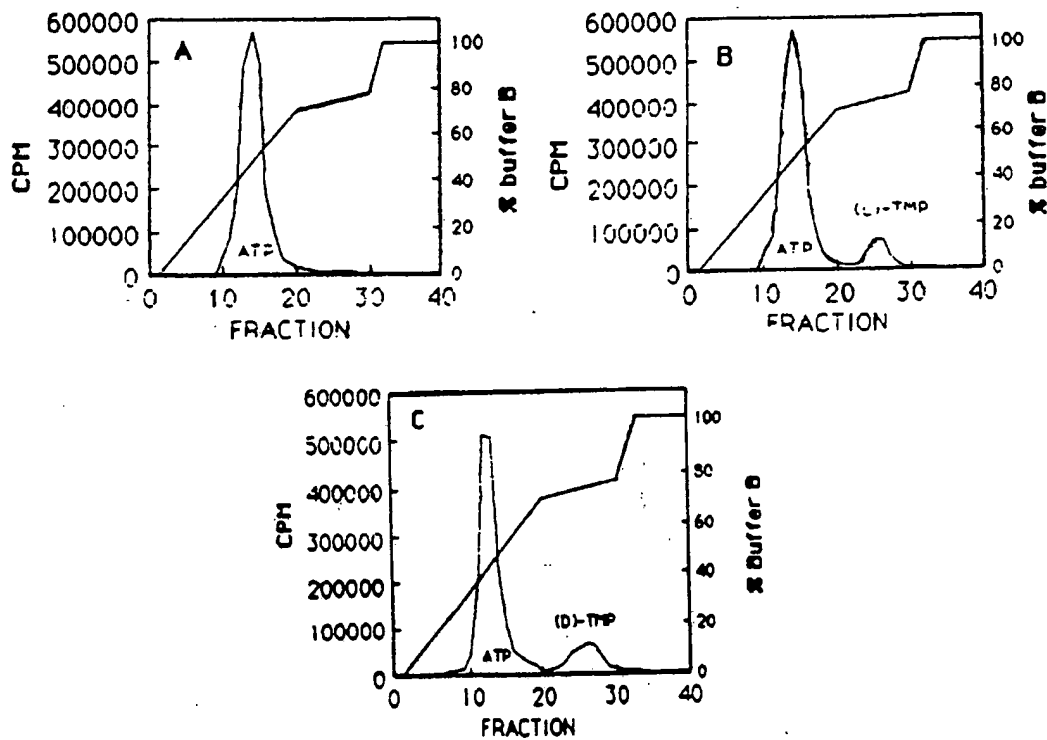 A
600000
500000
400000
300000
200000
100000
0
CPM
ATP
0 10 20 30 40
FRACTION
100
80
60
40
20
0
% buffer B
B
600000
500000
400000
300000
200000
100000
0
CPM
ATP
(L)-TMP
0 10 20 30 40
FRACTION
100
80
60
40
20
0
% buffer B
C
600000
500000
400000
300000
200000
100000
0
CPM
ATP
(D)-TMP
0 10 20 30 40
FRACTION
100
80
60
40
20
0
% Buffer B